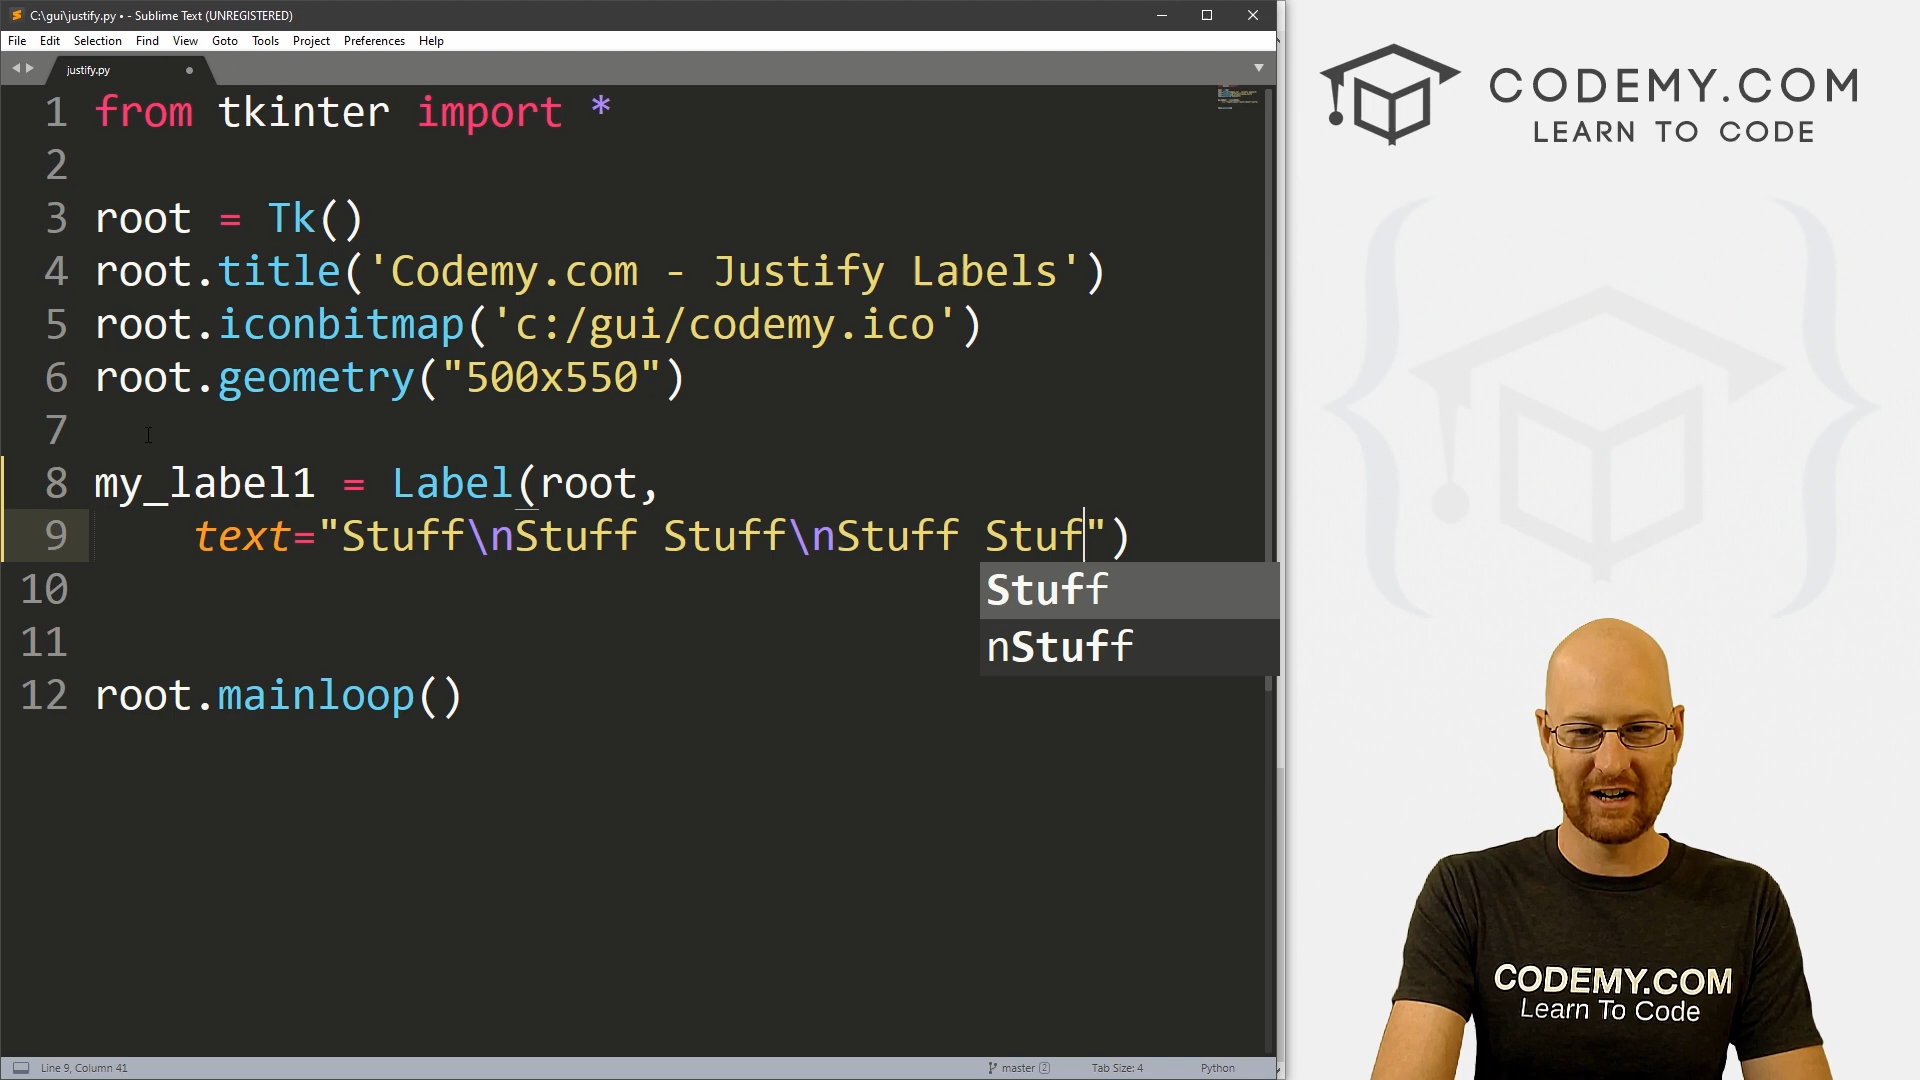 C:\gui\justify.py • - Sublime Text (UNREGISTERED)
File Edit Selection Find View Goto Tools Project Preferences Help
justify.py
1 from tkinter import *
2
3 root = Tk()
4 root.title('Codemy.com - Justify Labels')
5 root.iconbitmap('c:/gui/codemy.ico')
6 root.geometry("500x550")
7
8 my_label1 = Label(root,
9 text="Stuff\nStuff Stuff\nStuff Stuf")
Stuff
10
11
nStuff
12 root.mainloop()
Line 9, Column 41
master 2
Tab Size: 4
Python
CODEMY.COM
LEARN TO CODE
CODEMY.COM
Learn To Code